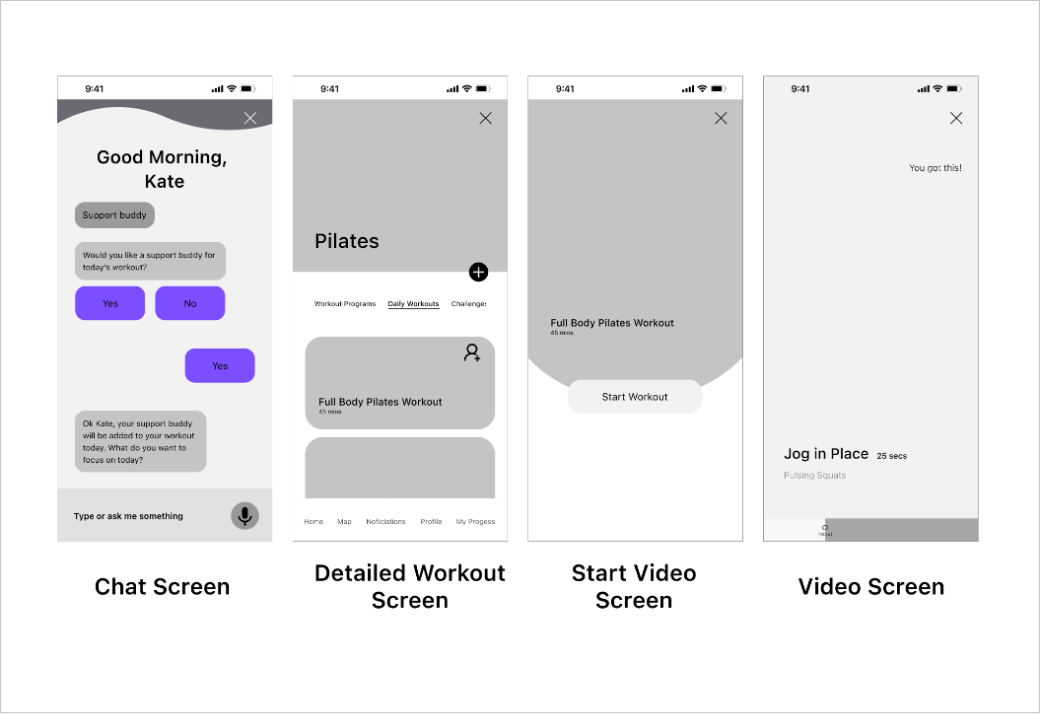 9:41
Good Morning,
Kate
Support buddy
Would you like a support buddy for
today's workout?
Yes
No
Yes
Ok Kate, your support buddy
will be added to your workout
today. What do you want to
focus on today?
Type or ask me something
Chat Screen
9:41
Pilates
Workout Programs
Daily Workouts
Challenges
Full Body Pilates Workout
45 mins
Home
Map
Noficiations
Profile
My Progess
Detailed Workout
Screen
9:41
Full Body Pilates Workout
45 mins
Start Workout
Start Video
Screen
9:41
You got this!
Jog in Place 25 secs
Pulsing Squats
Video Screen